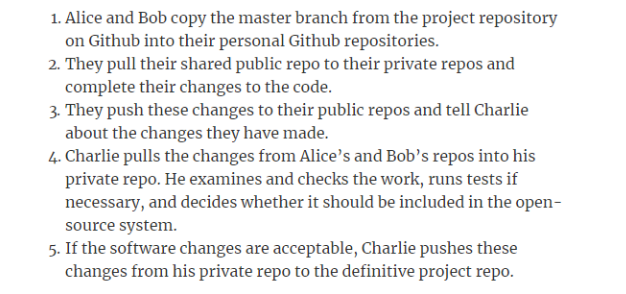 1. Alice and Bob copy the master branch from the project repository
on Github into their personal Github repositories.
2. They pull their shared public repo to their private repos and
complete their changes to the code.
3. They push these changes to their public repos and tell Charlie
about the changes they have made.
4. Charlie pulls the changes from Alice’s and Bob’s repos into his
private repo. He examines and checks the work, runs tests if
necessary, and decides whether it should be included in the open-
source system.
5. If the software changes are acceptable, Charlie pushes these
changes from his private repo to the definitive project repo.